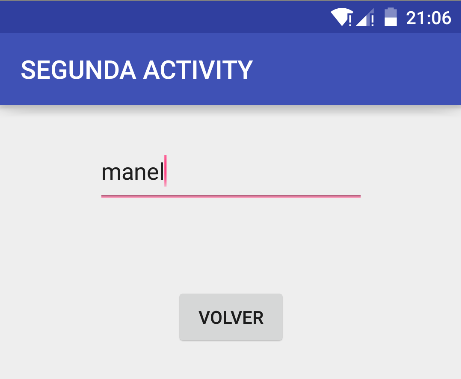 21:06
SEGUNDA ACTIVITY
manel
VOLVER